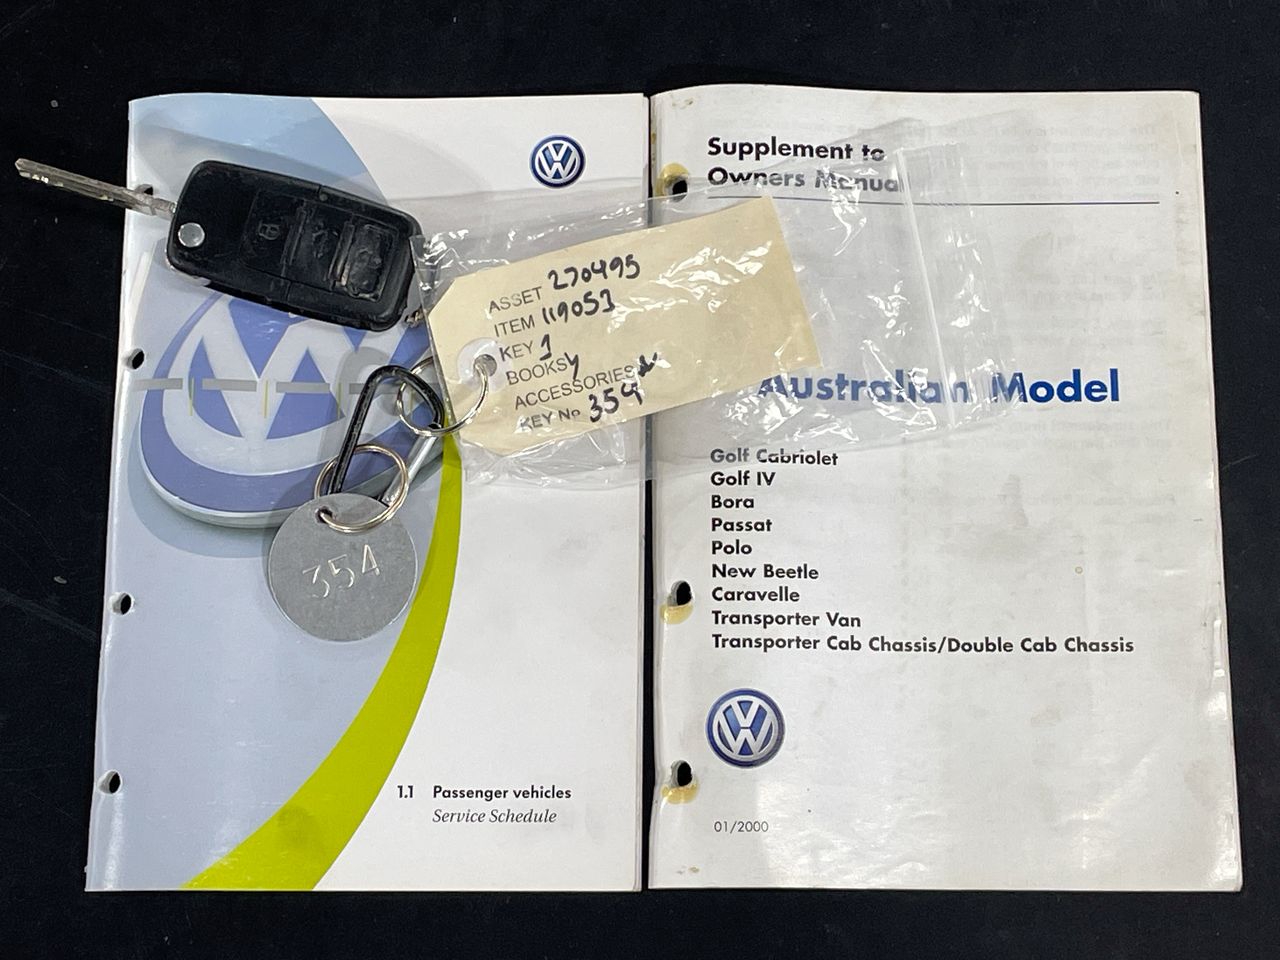 Supplement to
Owners Manual
Australian Model
Golf Cabriolet
Golf IV
Bora
Passat
Polo
New Beetle
Caravelle
Transporter Van
Transporter Cab Chassis/Double Cab Chassis
01/2000
ASSET 270495
ITEM 119053
KEY 1
BOOKS y
ACCESSORIES
KEY No 354
354
1.1 Passenger vehicles
Service Schedule